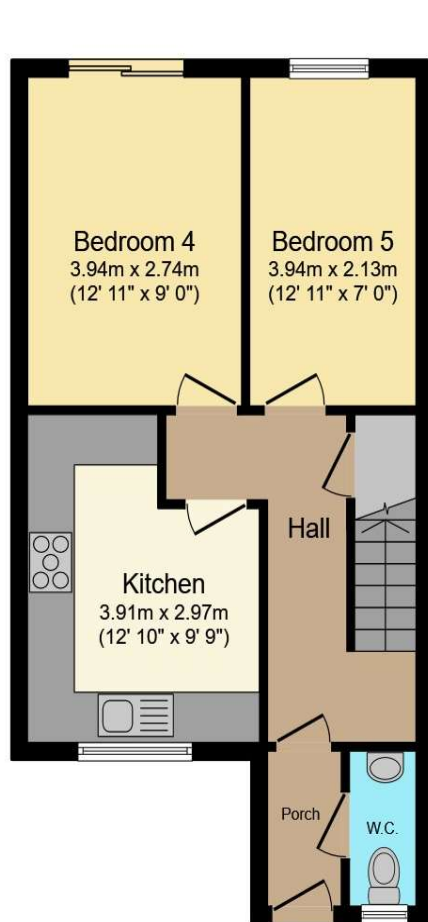 Bedroom 4
3.94m x 2.74m
(12' 11" x 9' 0")
Bedroom 5
3.94m x 2.13m
(12' 11" x 7' 0")
Hall
Kitchen
3.91m x 2.97m
(12' 10" x 9' 9")
Porch
W.C.